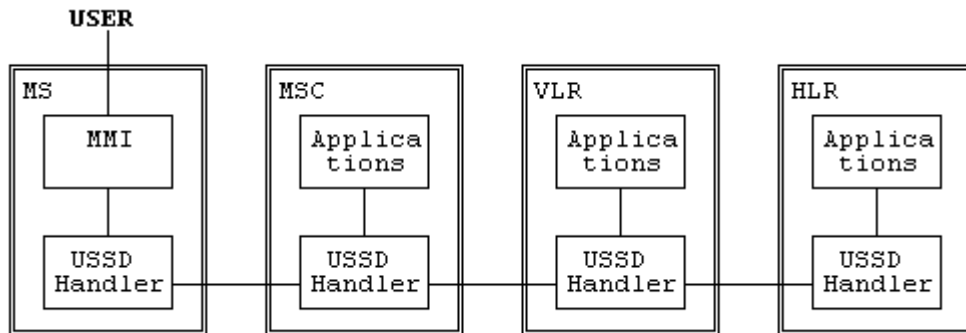 USER
MS
MSC
VLR
HLR
MMI
Applica
tions
Applica
tions
Applica
tions
USSD
Handler
USSD
Handler
USSD
Handler
USSD
Handler